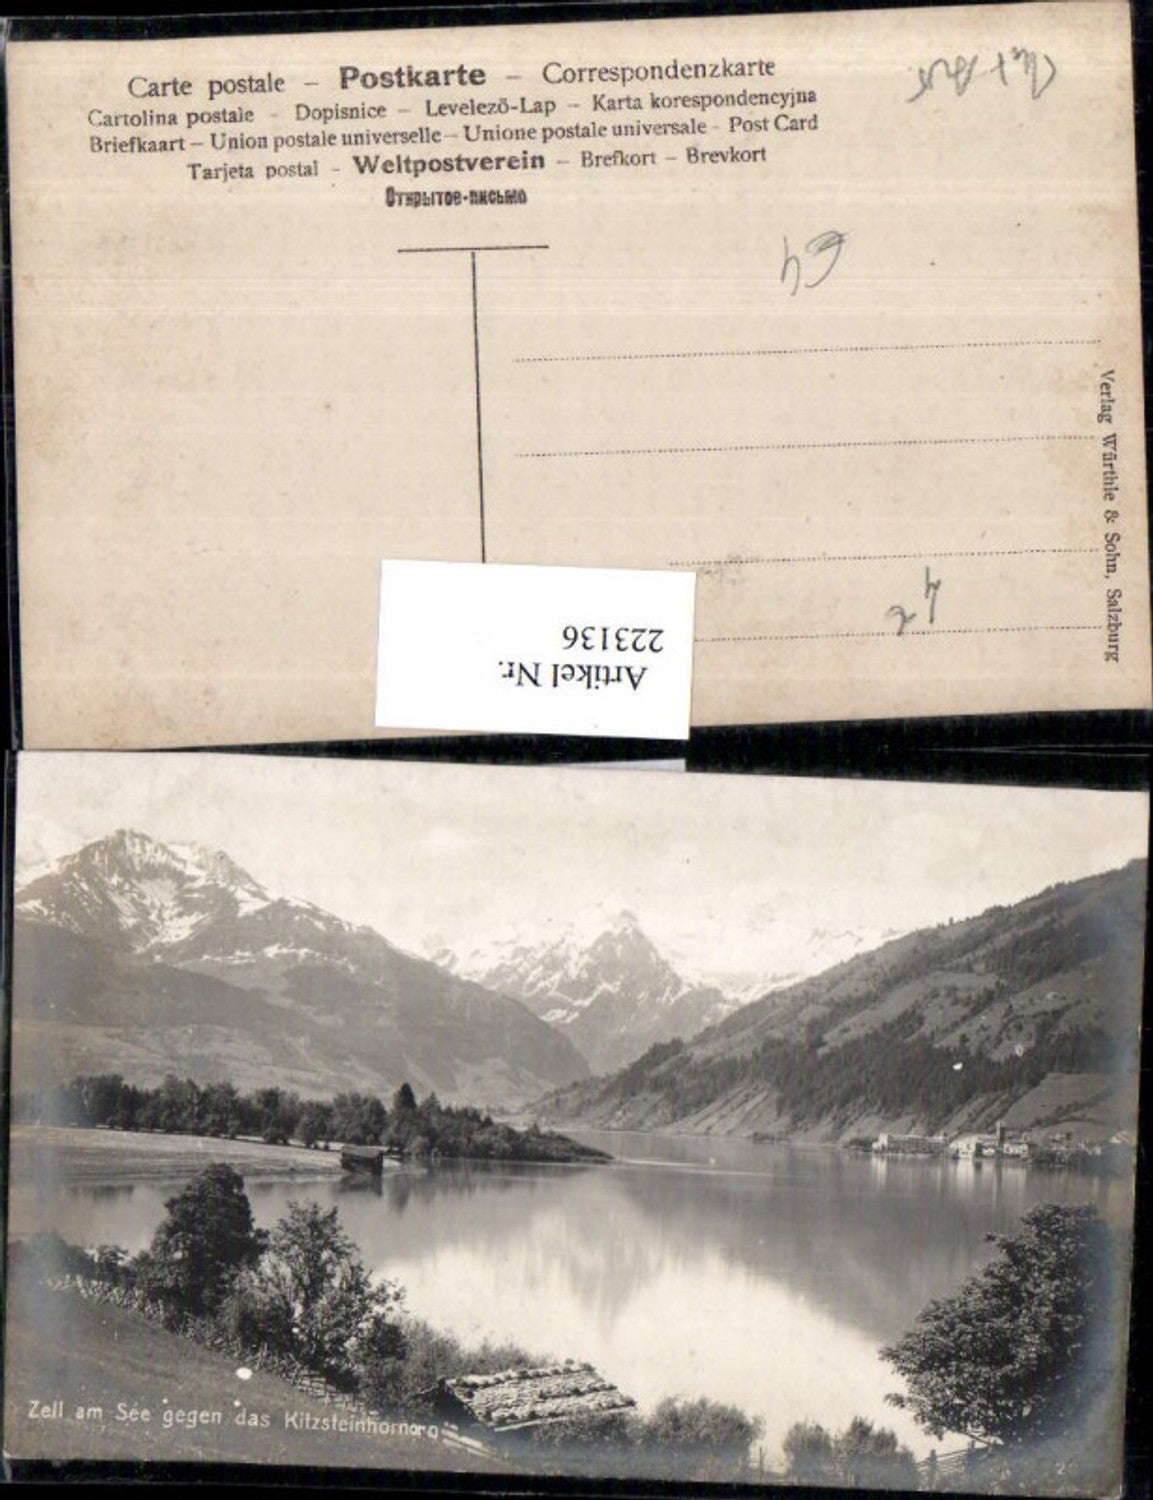 Carte postale – Postkarte – Correspondenzkarte
Cartolina postale – Dopisnice – Levelezõ-Lap – Karta korespondencyjna
Briefkaart – Union postale universelle – Unione postale universale - Post Card
Tarjeta postal - Weltpostverein – Brefkort – Brevkort
Открытое-письмо
64
Verlag Würthle & Sohn, Salzburg
Artikel Nr.
223136
Zell am See gegen das Kitzsteinhorn
2